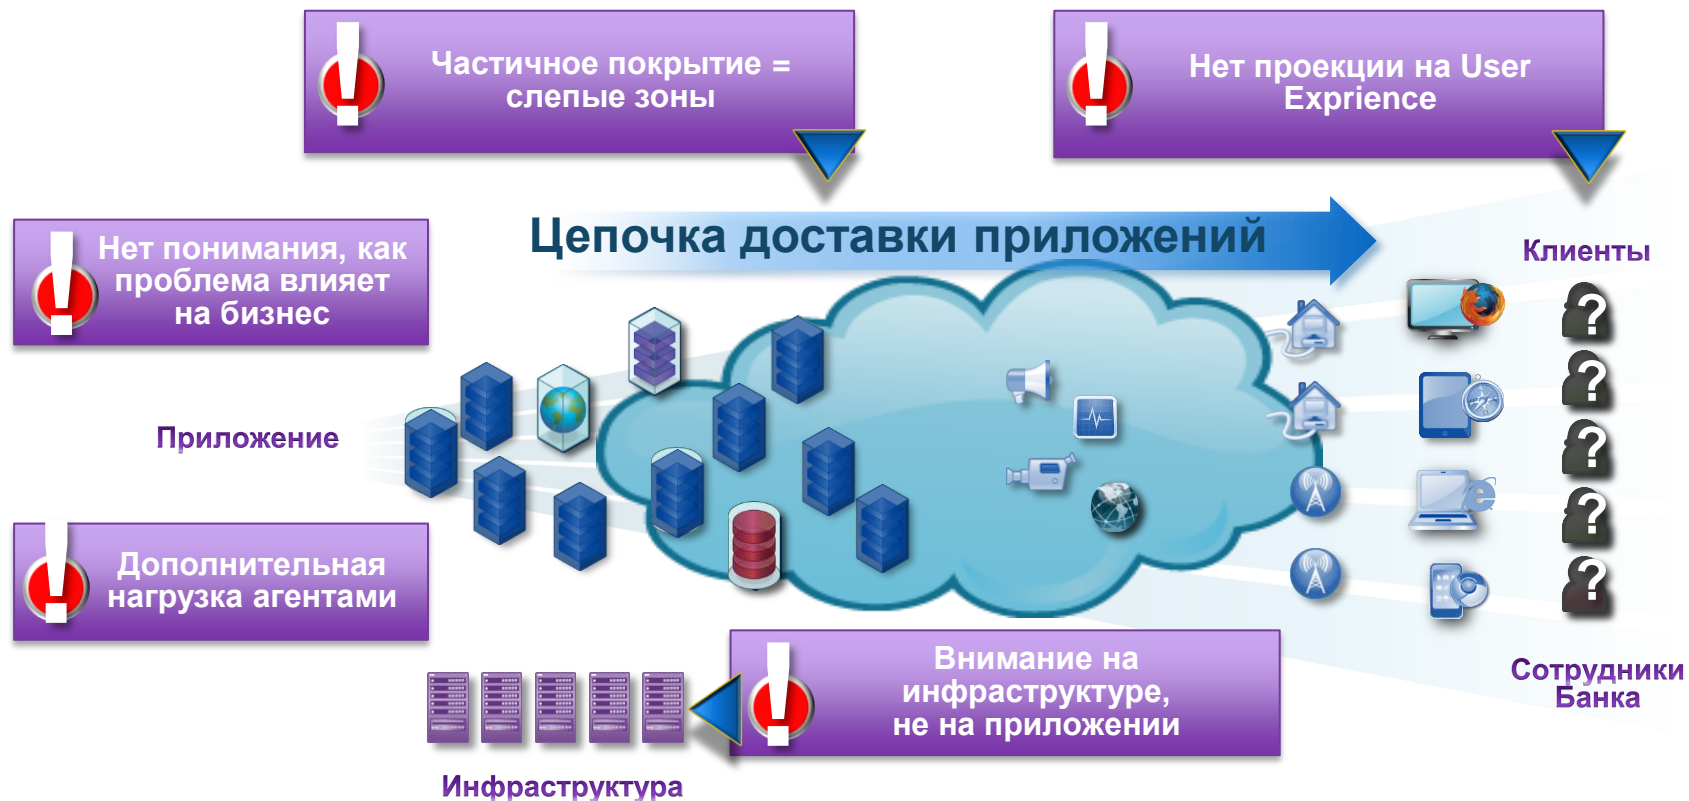 Частичное покрытие =
слепые зоны
Нет проекции на User
Exprience
Нет понимания, как
проблема влияет
на бизнес
Цепочка доставки приложений
Клиенты
Приложение
Дополнительная
нагрузка агентами
Внимание на
инфраструктуре,
не на приложении
Сотрудники
Банка
Инфраструктура